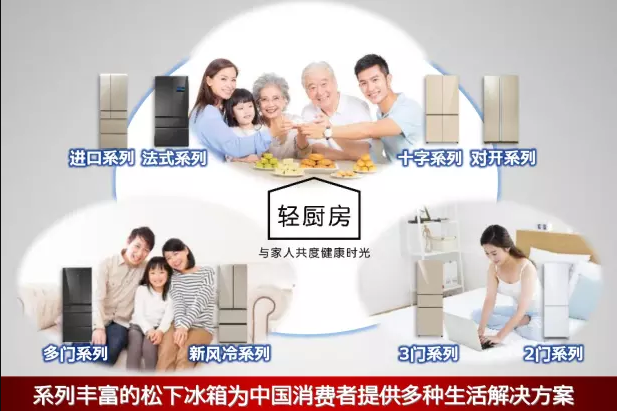 进口系列
法式系列
十字系列
对开系列
轻厨房
与家人共度健康时光
多门系列
新风冷系列
3门系列
2门系列
系列丰富的松下冰箱为中国消费者提供多种生活解决方案